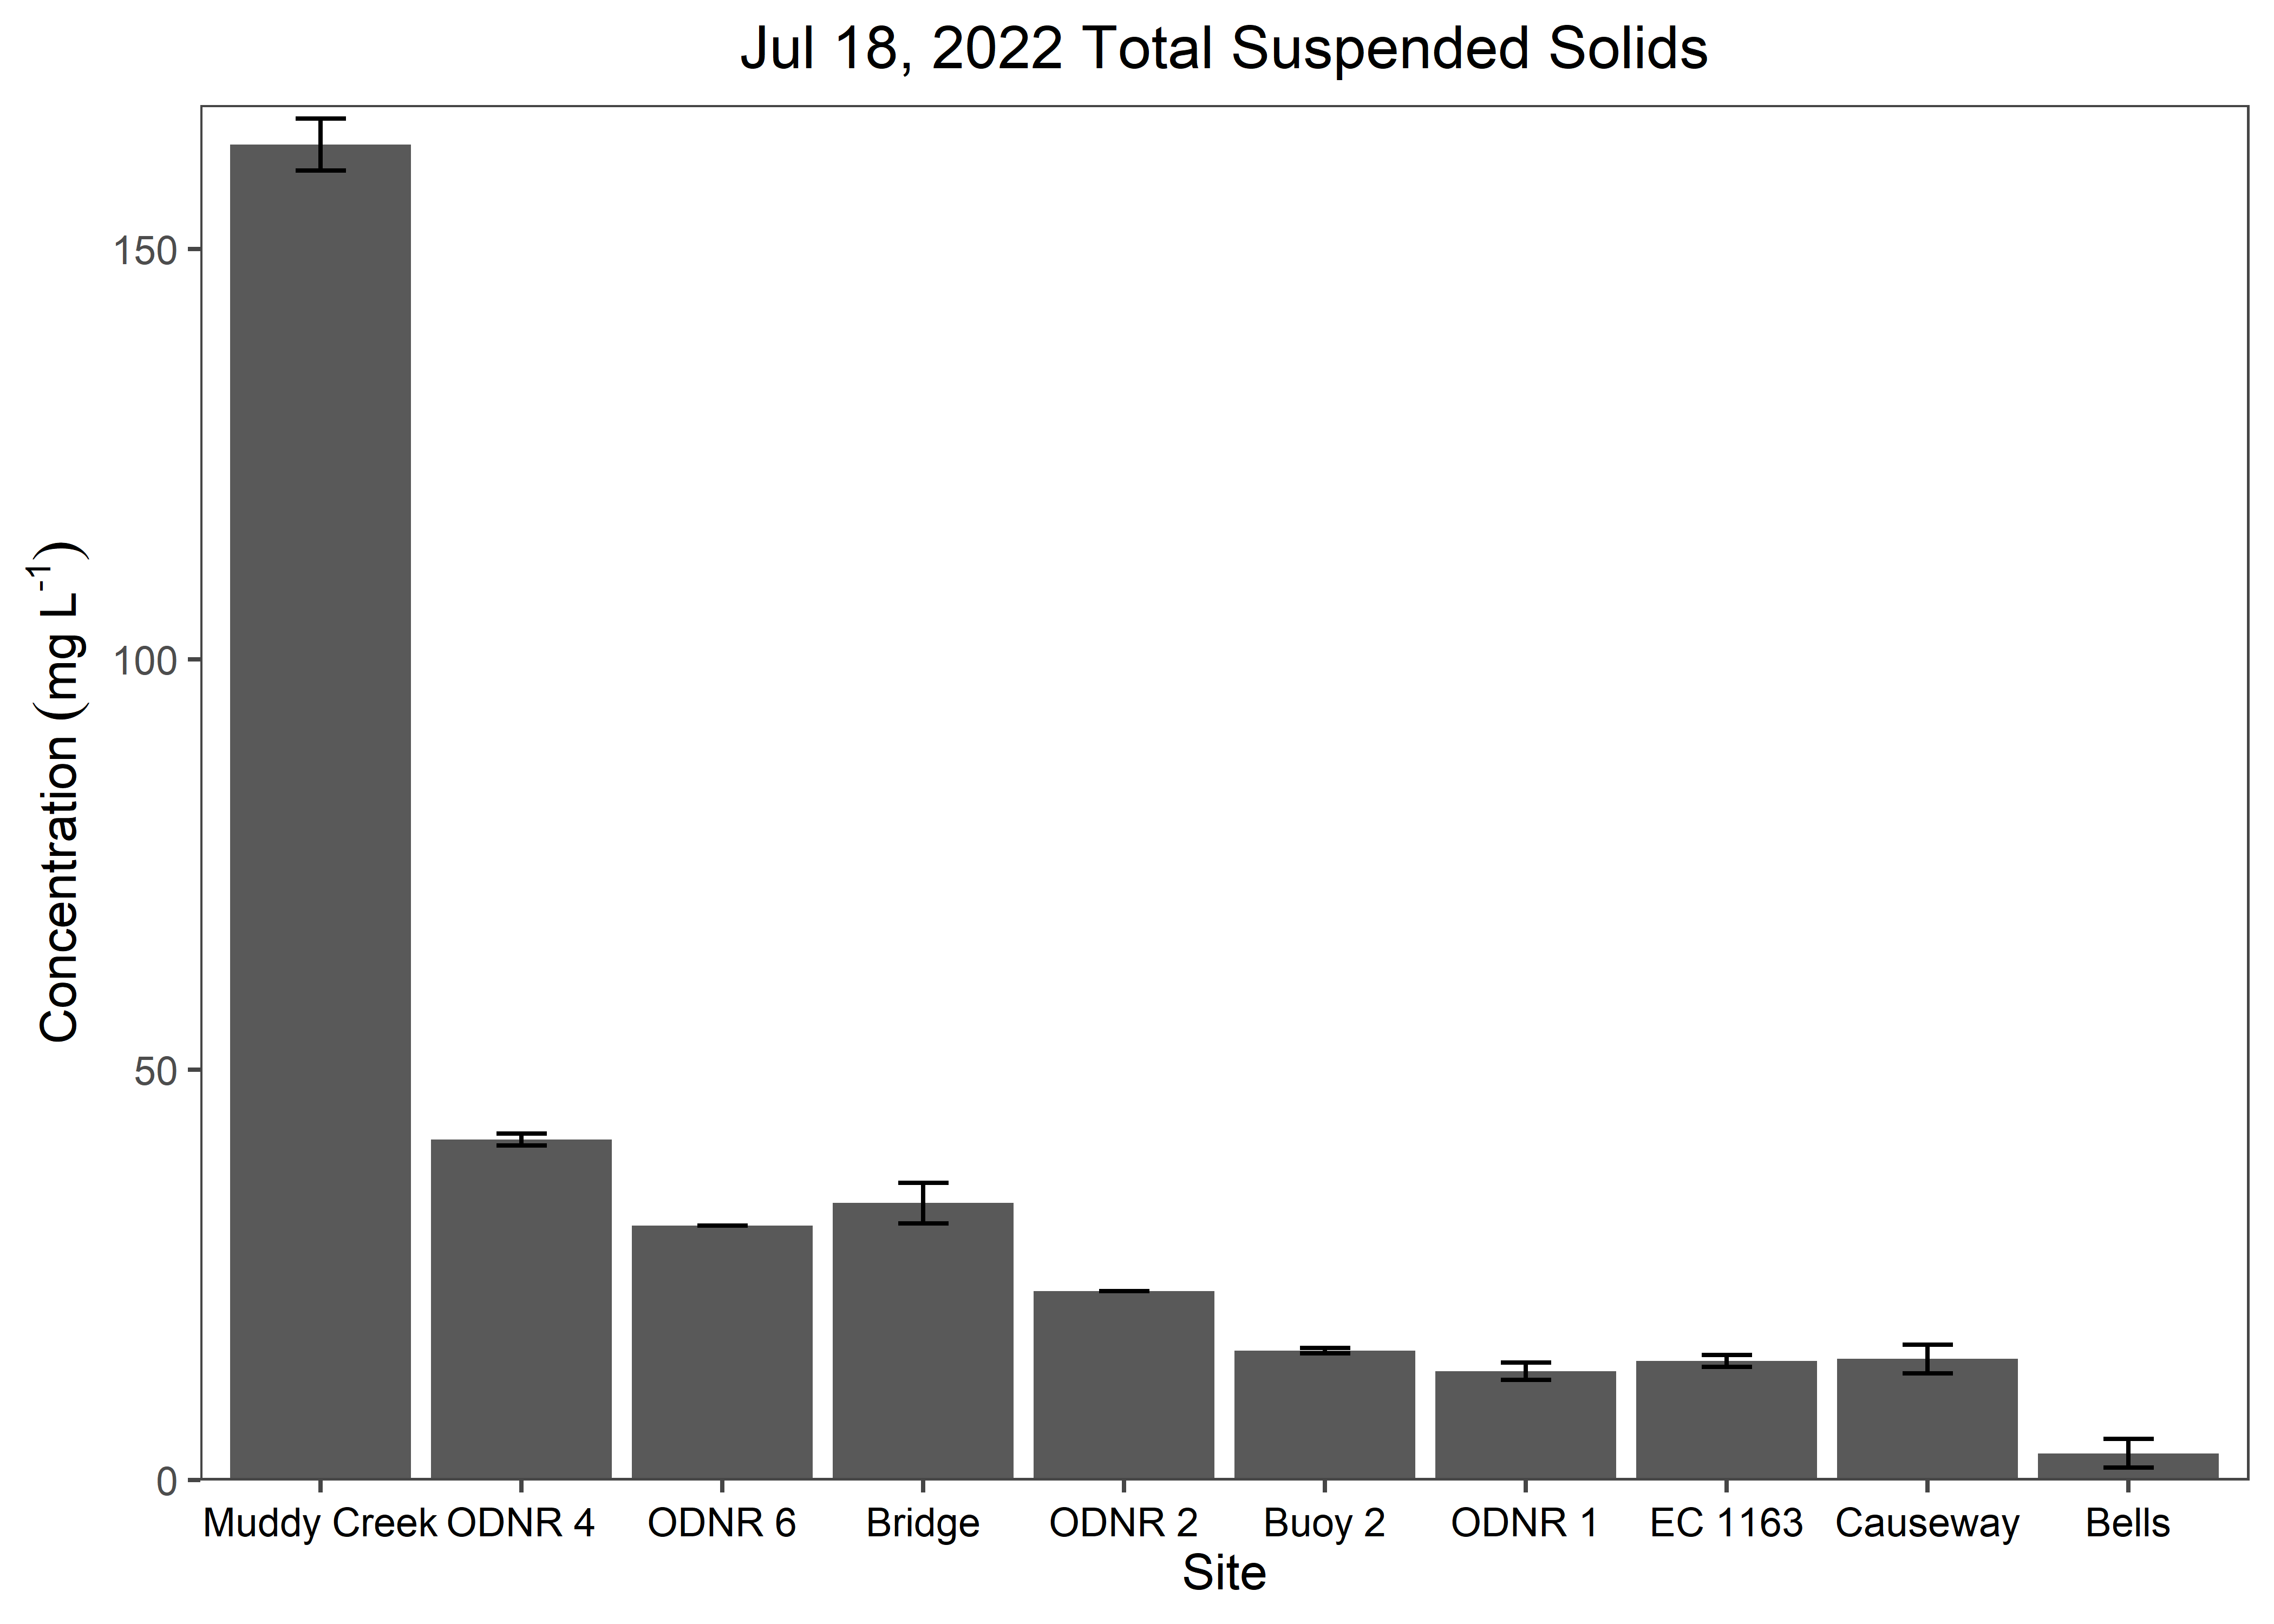 Jul 18, 2022 Total Suspended Solids
Concentration (mg L⁻¹)
150
100
50
0
Muddy Creek ODNR 4 ODNR 6 Bridge ODNR 2 Buoy 2 ODNR 1 EC 1163 Causeway Bells
Site